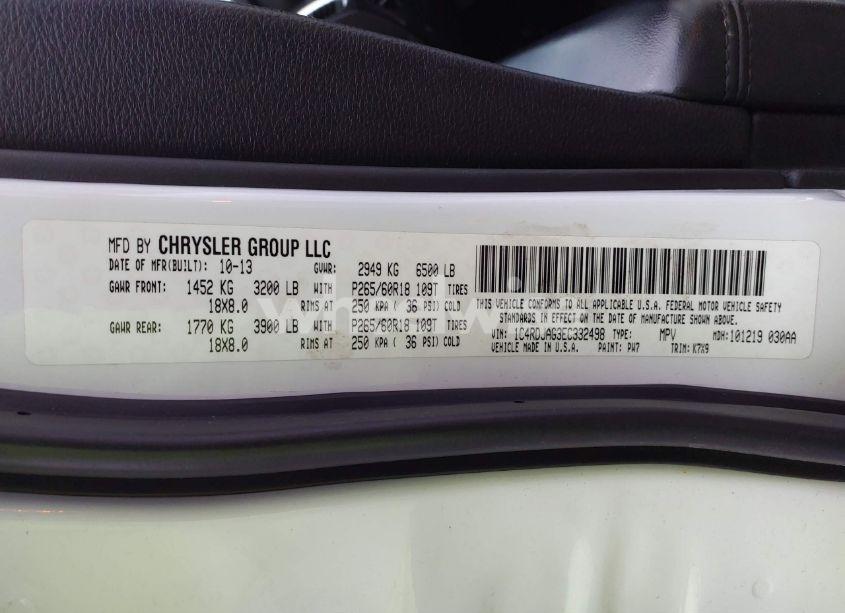 MFD BY CHRYSLER GROUP LLC
DATE OF MFR(BUILT): 10-13 GVWR: 2949 KG 6500 LB
GAWR FRONT: 1452 KG 3200 LB WITH P265/60R18 109T TIRES
18X8.0 RIMS AT 250 KPA ( 36 PSI) COLD
GAWR REAR: 1770 KG 3900 LB WITH P265/60R18 109T TIRES
18X8.0 RIMS AT 250 KPA ( 36 PSI) COLD
THIS VEHICLE CONFORMS TO ALL APPLICABLE U.S.A. FEDERAL MOTOR VEHICLE SAFETY
STANDARDS IN EFFECT ON THE DATE OF MANUFACTURE SHOWN ABOVE.
VIN: 1C4RDJAG3EC332498 TYPE: MPV MDH: 101219 030AA
VEHICLE MADE IN U.S.A. PAINT: PW7 TRIM: K7X9